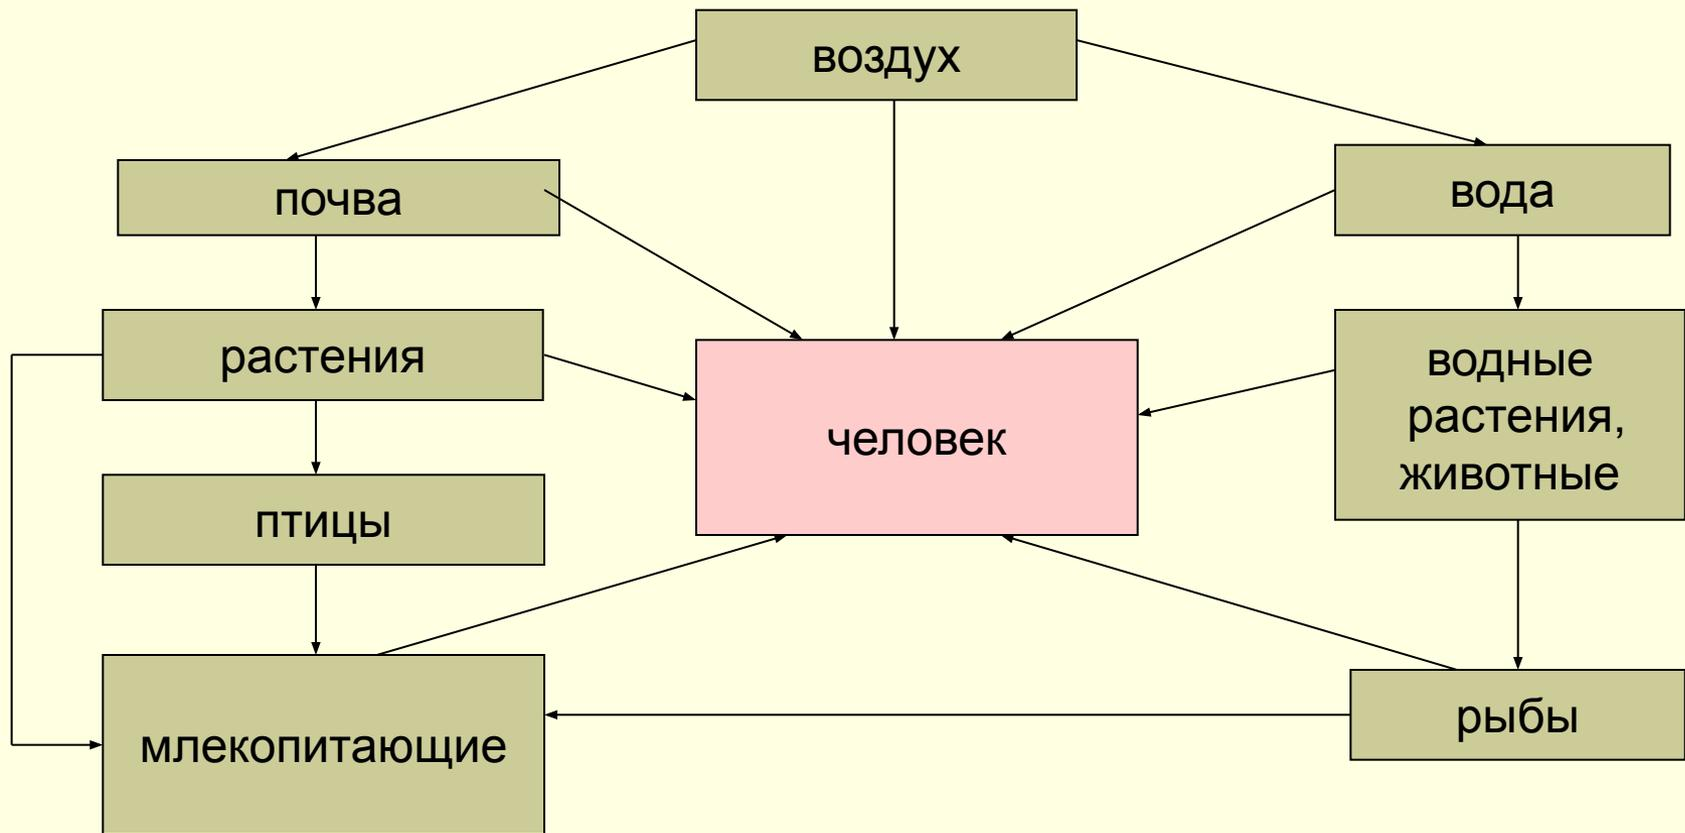 воздух
почва
вода
растения
человек
водные
растения,
животные
птицы
млекопитающие
рыбы